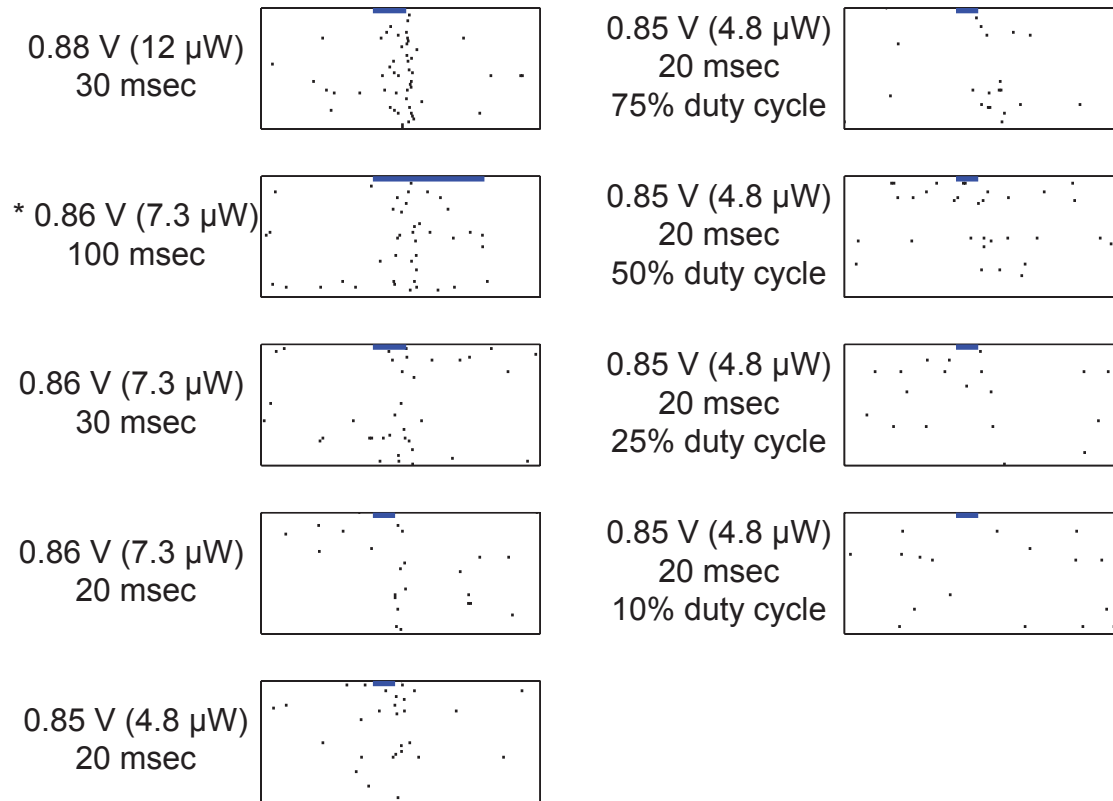 0.88 V (12 µW)
30 msec
* 0.86 V (7.3 µW)
100 msec
0.86 V (7.3 µW)
30 msec
0.86 V (7.3 µW)
20 msec
0.85 V (4.8 µW)
20 msec
0.85 V (4.8 µW)
20 msec
75% duty cycle
0.85 V (4.8 µW)
20 msec
50% duty cycle
0.85 V (4.8 µW)
20 msec
25% duty cycle
0.85 V (4.8 µW)
20 msec
10% duty cycle